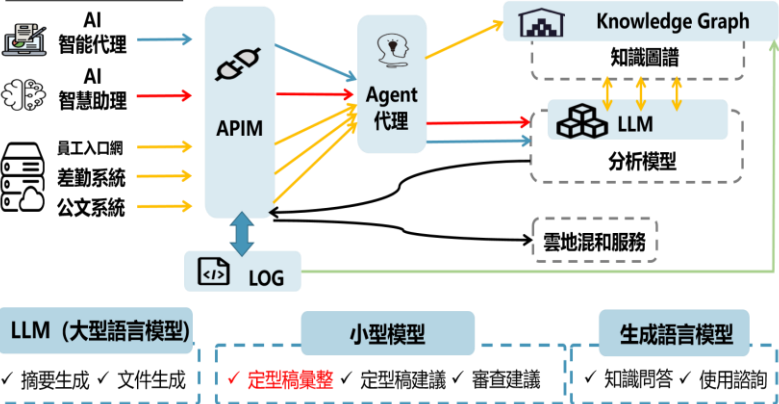 AI
智能代理
AI
智慧助理
員工入口網
差勤系統
公文系統
APIM
LOG
Agent
代理
Knowledge Graph
知識圖譜
LLM
分析模型
雲地混和服務
LLM（大型語言模型)
✓ 摘要生成 ✓ 文件生成
小型模型
✓ 定型稿彙整 ✓ 定型稿建議 ✓ 審查建議
生成語言模型
✓ 知識問答 ✓ 使用諮詢